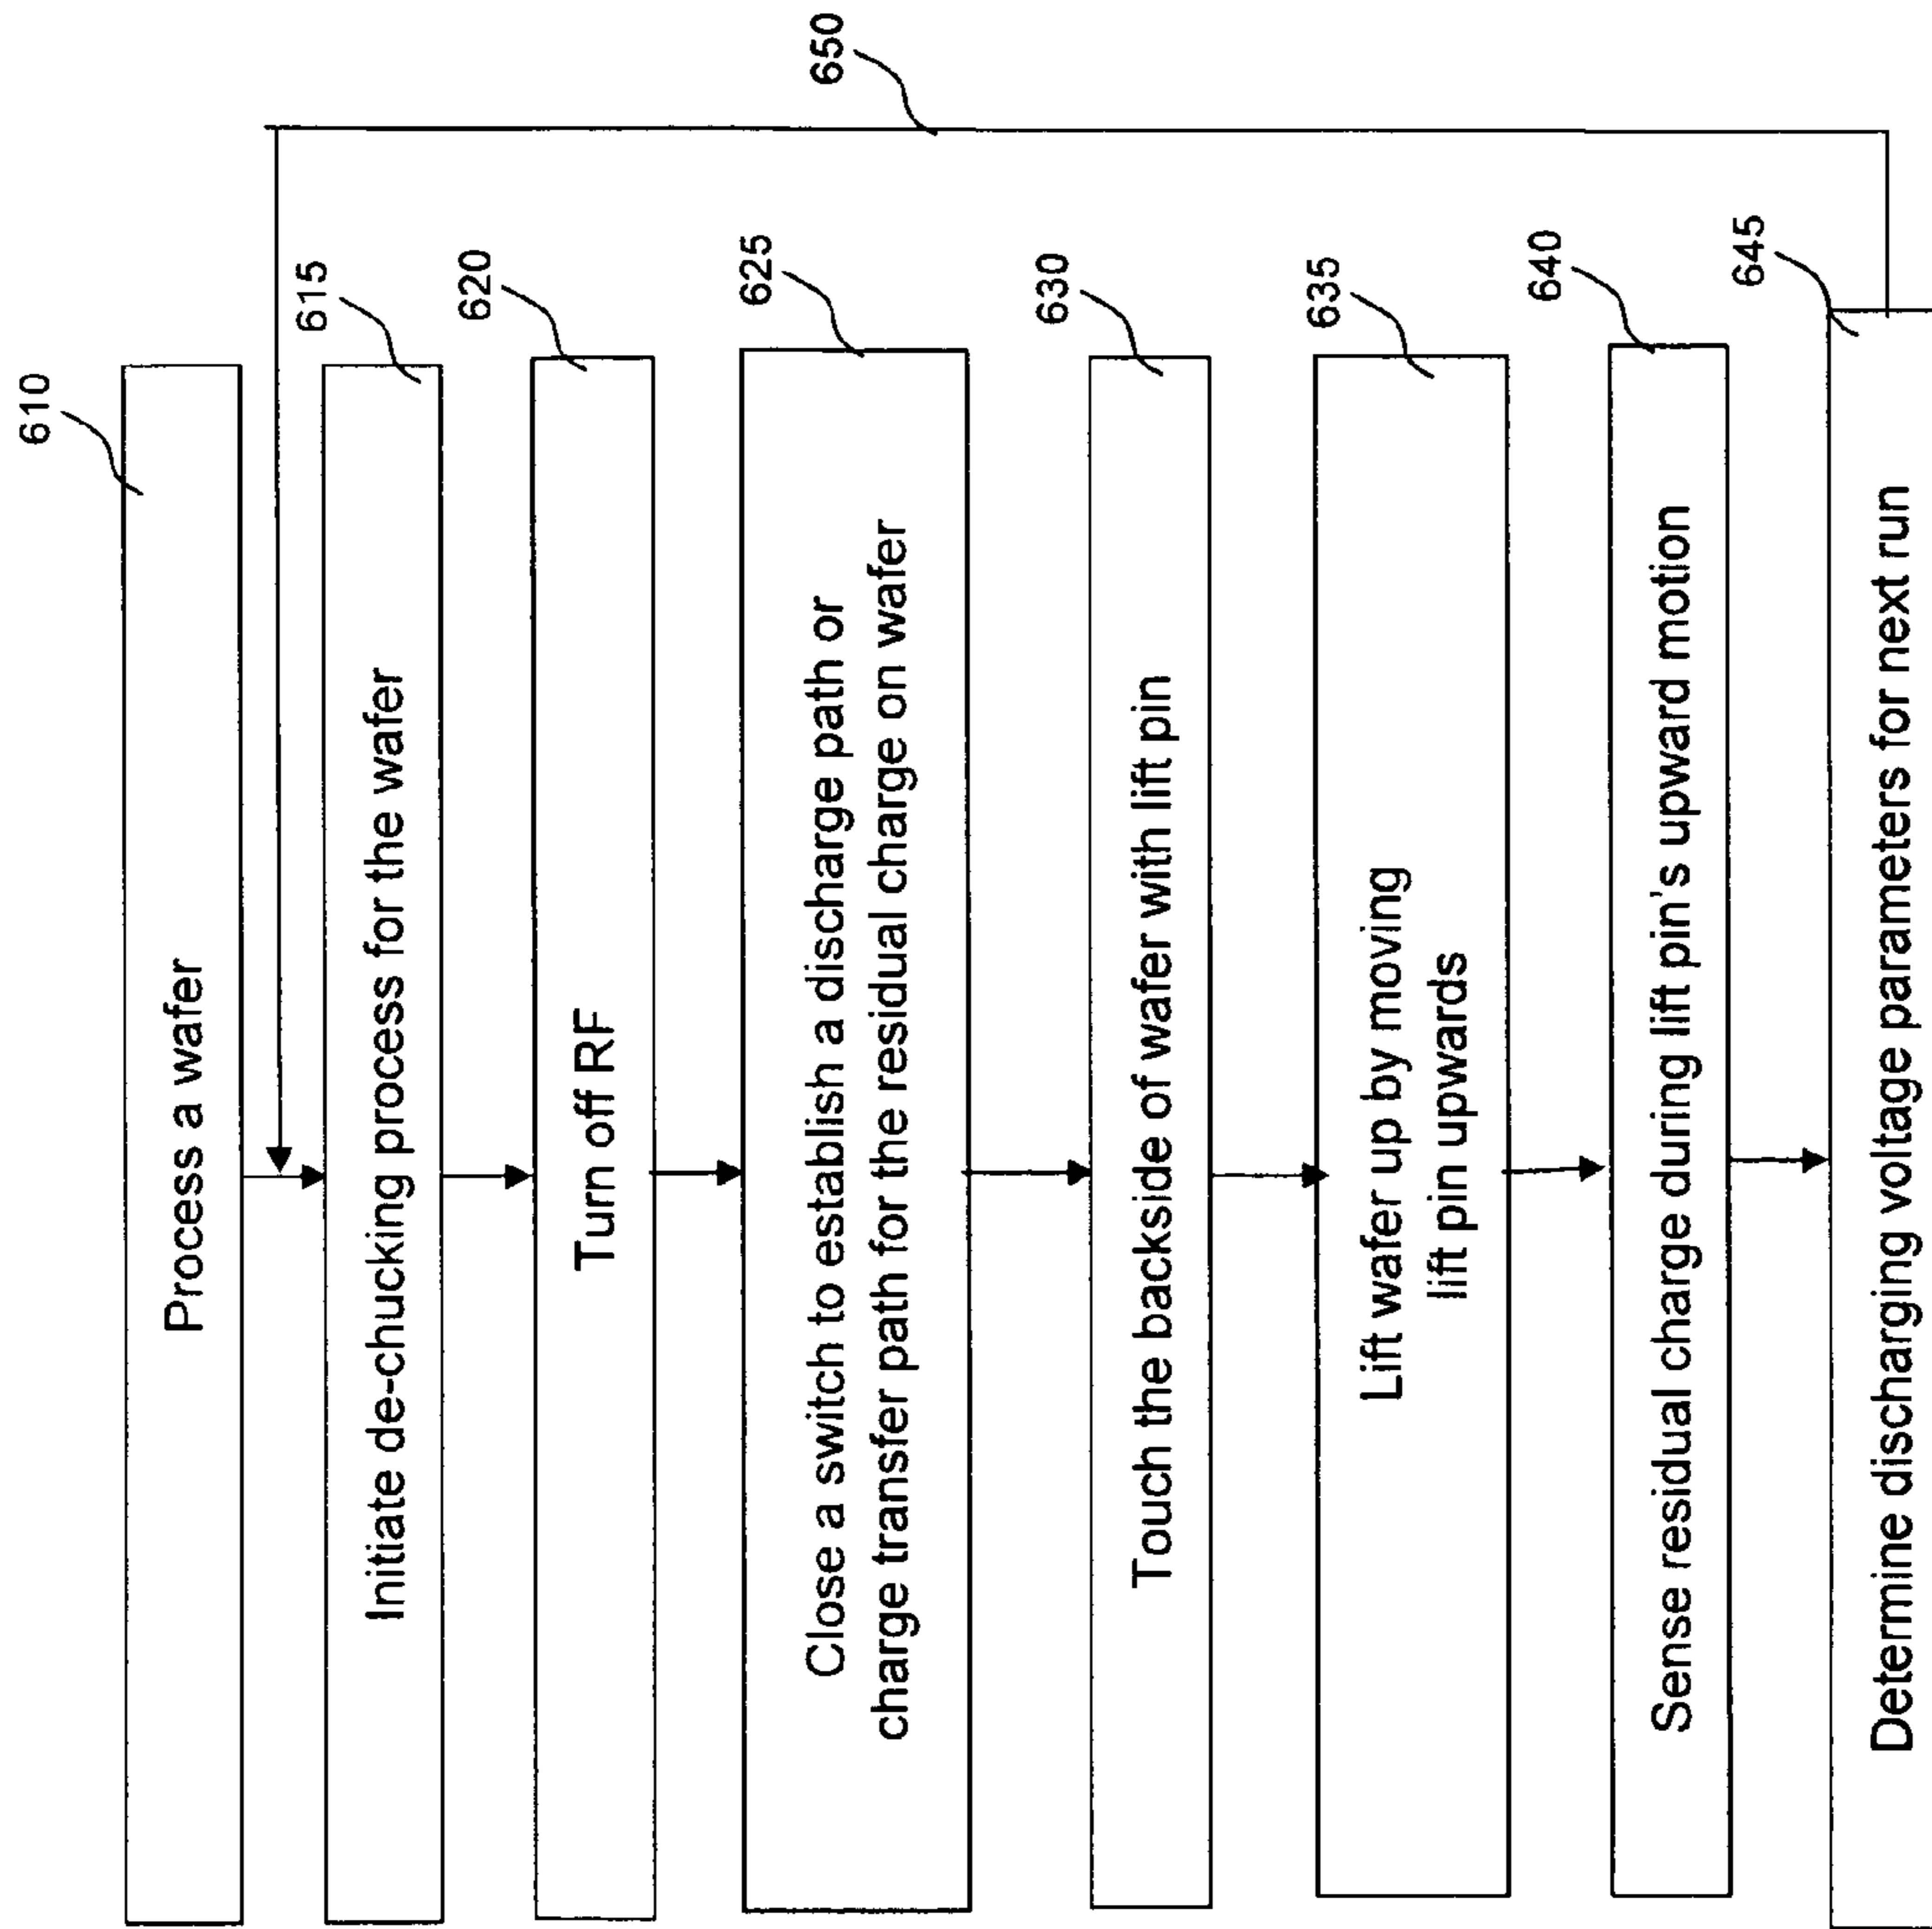 610
Process a wafer
650
615
Initiate de-chucking process for the wafer
620
Turn off RF
625
Close a switch to establish a discharge path or
charge transfer path for the residual charge on wafer
630
Touch the backside of wafer with lift pin
635
Lift wafer up by moving
lift pin upwards
640
Sense residual charge during lift pin's upward motion
645
Determine discharging voltage parameters for next run